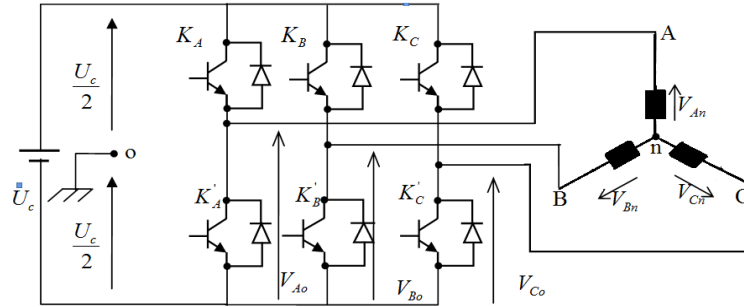 K_A
K_B
K_C
A
U_c
2
V_An
o
n
U_c
K'_A
K'_B
K'_C
B
V_Bn
V_Cn
C
U_c
2
V_Ao
V_Bo
V_Co